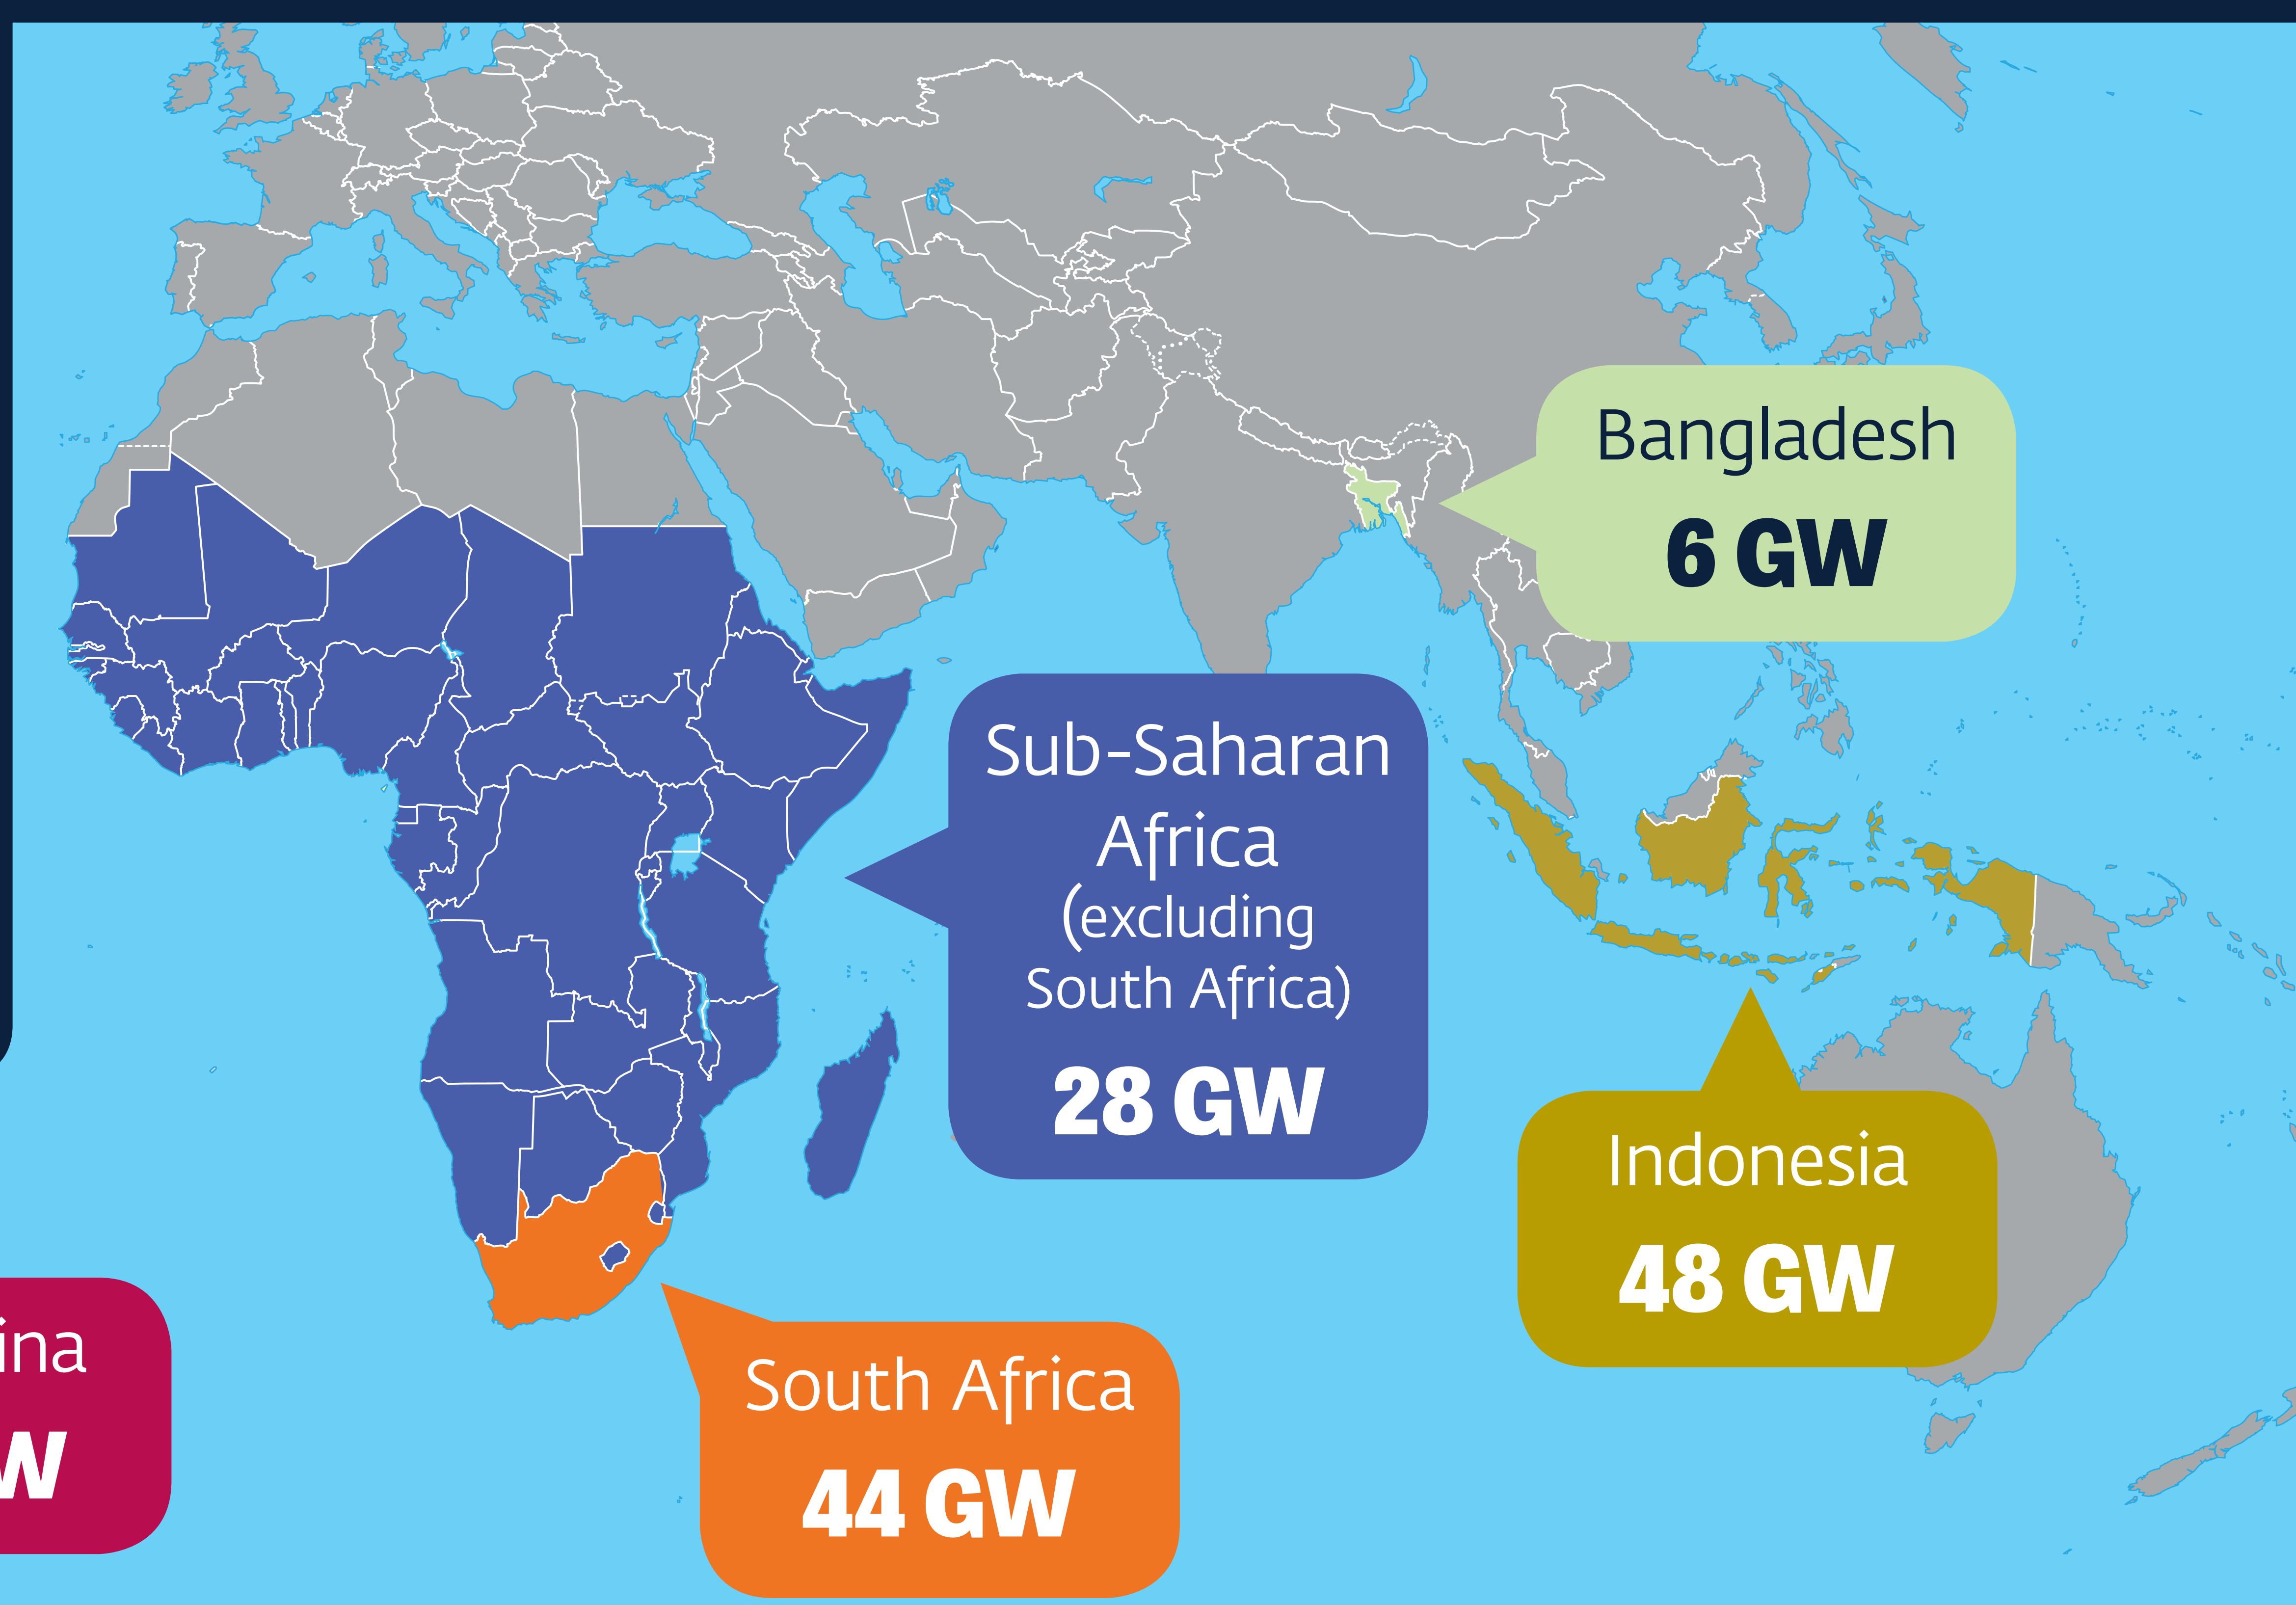 Bangladesh
6 GW
Sub-Saharan
Africa
(excluding
South Africa)
28 GW
Indonesia
48 GW
South Africa
44 GW
ina
W